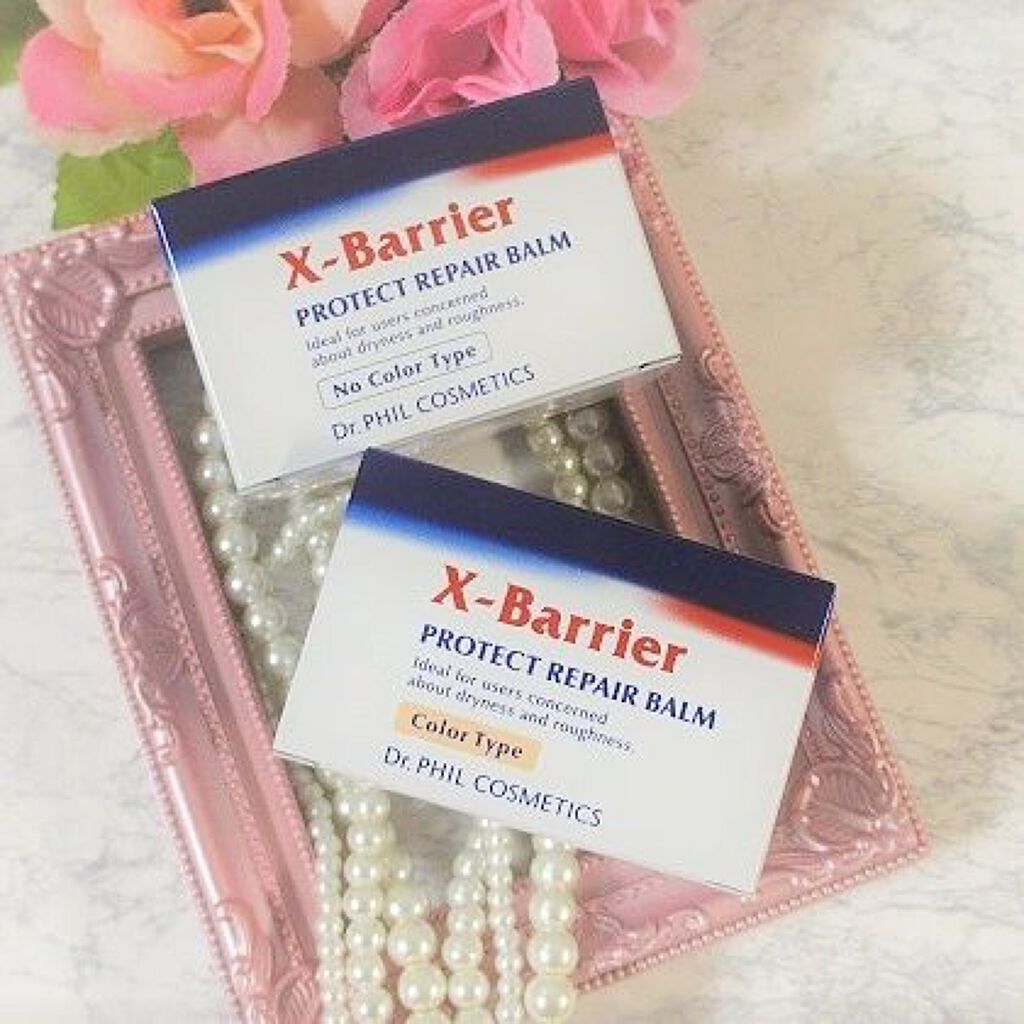 X-Barrier
PROTECT REPAIR BALM
Ideal for users concerned
about dryness and roughness.
No Color Type
Dr. PHIL COSMETICS
X-Barrier
PROTECT REPAIR BALM
Ideal for users concerned
about dryness and roughness.
Color Type
Dr. PHIL COSMETICS